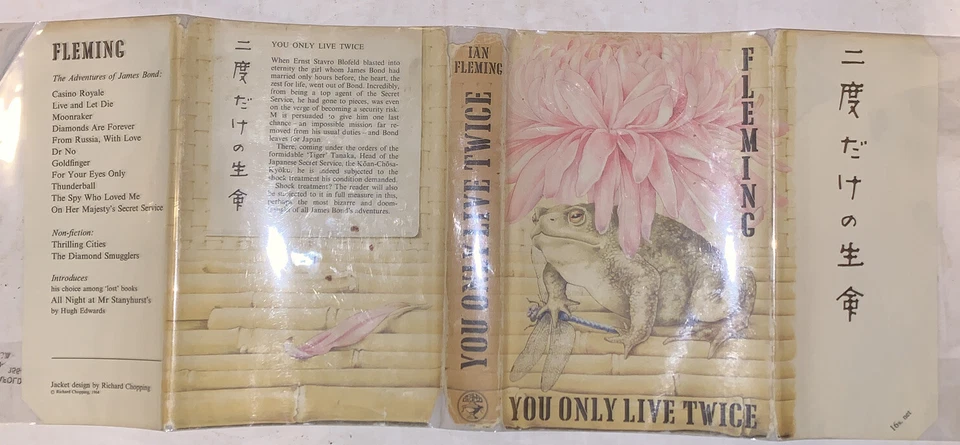 FLEMING
The Adventures of James Bond:
Casino Royale
Live and Let Die
Moonraker
Diamonds Are Forever
From Russia, With Love
Dr No
Goldfinger
For Your Eyes Only
Thunderball
The Spy Who Loved Me
On Her Majesty's Secret Service
Non-fiction:
Thrilling Cities
The Diamond Smugglers
Introduces
his choice among 'lost' books
All Night at Mr Stanyhurst's
by Hugh Edwards
Jacket design by Richard Chopping
© Richard Chopping, 1964
二度だけの生命
YOU ONLY LIVE TWICE
When Ernst Stavro Blofeld blasted into
eternity the girl whom James Bond had
married only hours before, the heart, the
zest for life, went out of Bond. Incredibly,
from being a top agent of the Secret
Service, he had gone to pieces, was even
on the verge of becoming a security risk.
M is persuaded to give him one last
chance – an impossible mission far re-
moved from his usual duties – and Bond
leaves for Japan.
There, coming under the orders of the
formidable 'Tiger' Tanaka, Head of the
Japanese Secret Service, the Kōan-Chōsa-
Kyōku, he is indeed subjected to the
shock treatment his condition demanded.
Shock treatment? The reader will also
be subjected to it in full measure in this,
perhaps the most bizarre and doom-
of all James Bond's adventures.
IAN
FLEMING
YOU ONLY LIVE TWICE
FLEMING
YOU ONLY LIVE TWICE
二度だけの生命
16s. net